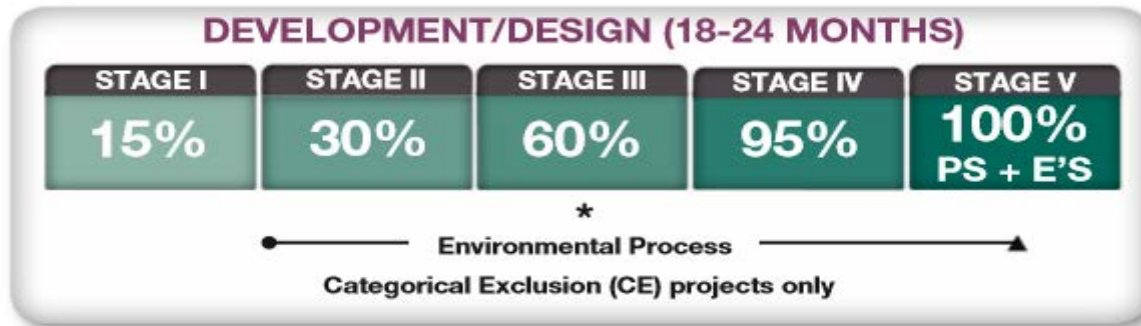 DEVELOPMENT/DESIGN (18-24 MONTHS)
STAGE I
15%
STAGE II
30%
STAGE III
60%
STAGE IV
95%
STAGE V
100%
PS + E'S
*
Environmental Process
Categorical Exclusion (CE) projects only